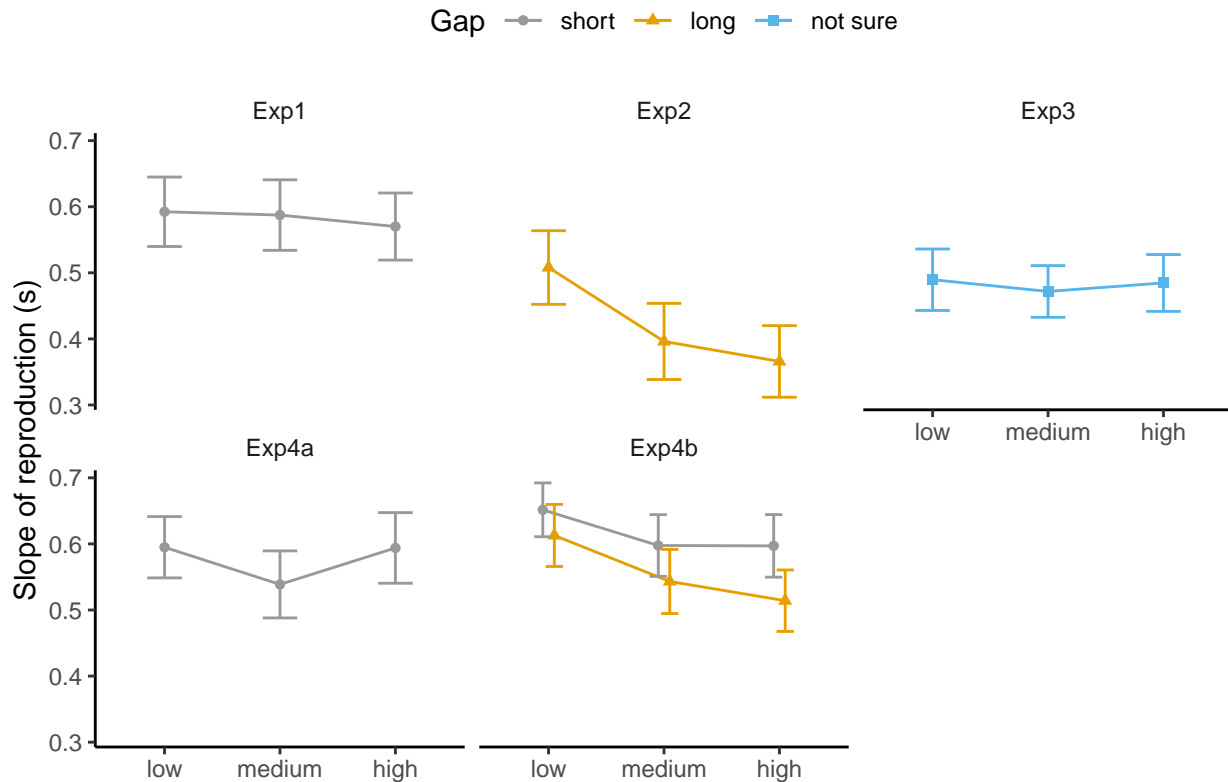 Gap short long not sure
Exp1 Exp2 Exp3
0.7
0.6
0.5
0.4
0.3
low medium high
Exp4a Exp4b
0.7
0.6
0.5
0.4
0.3
low medium high low medium high
Slope of reproduction (s)